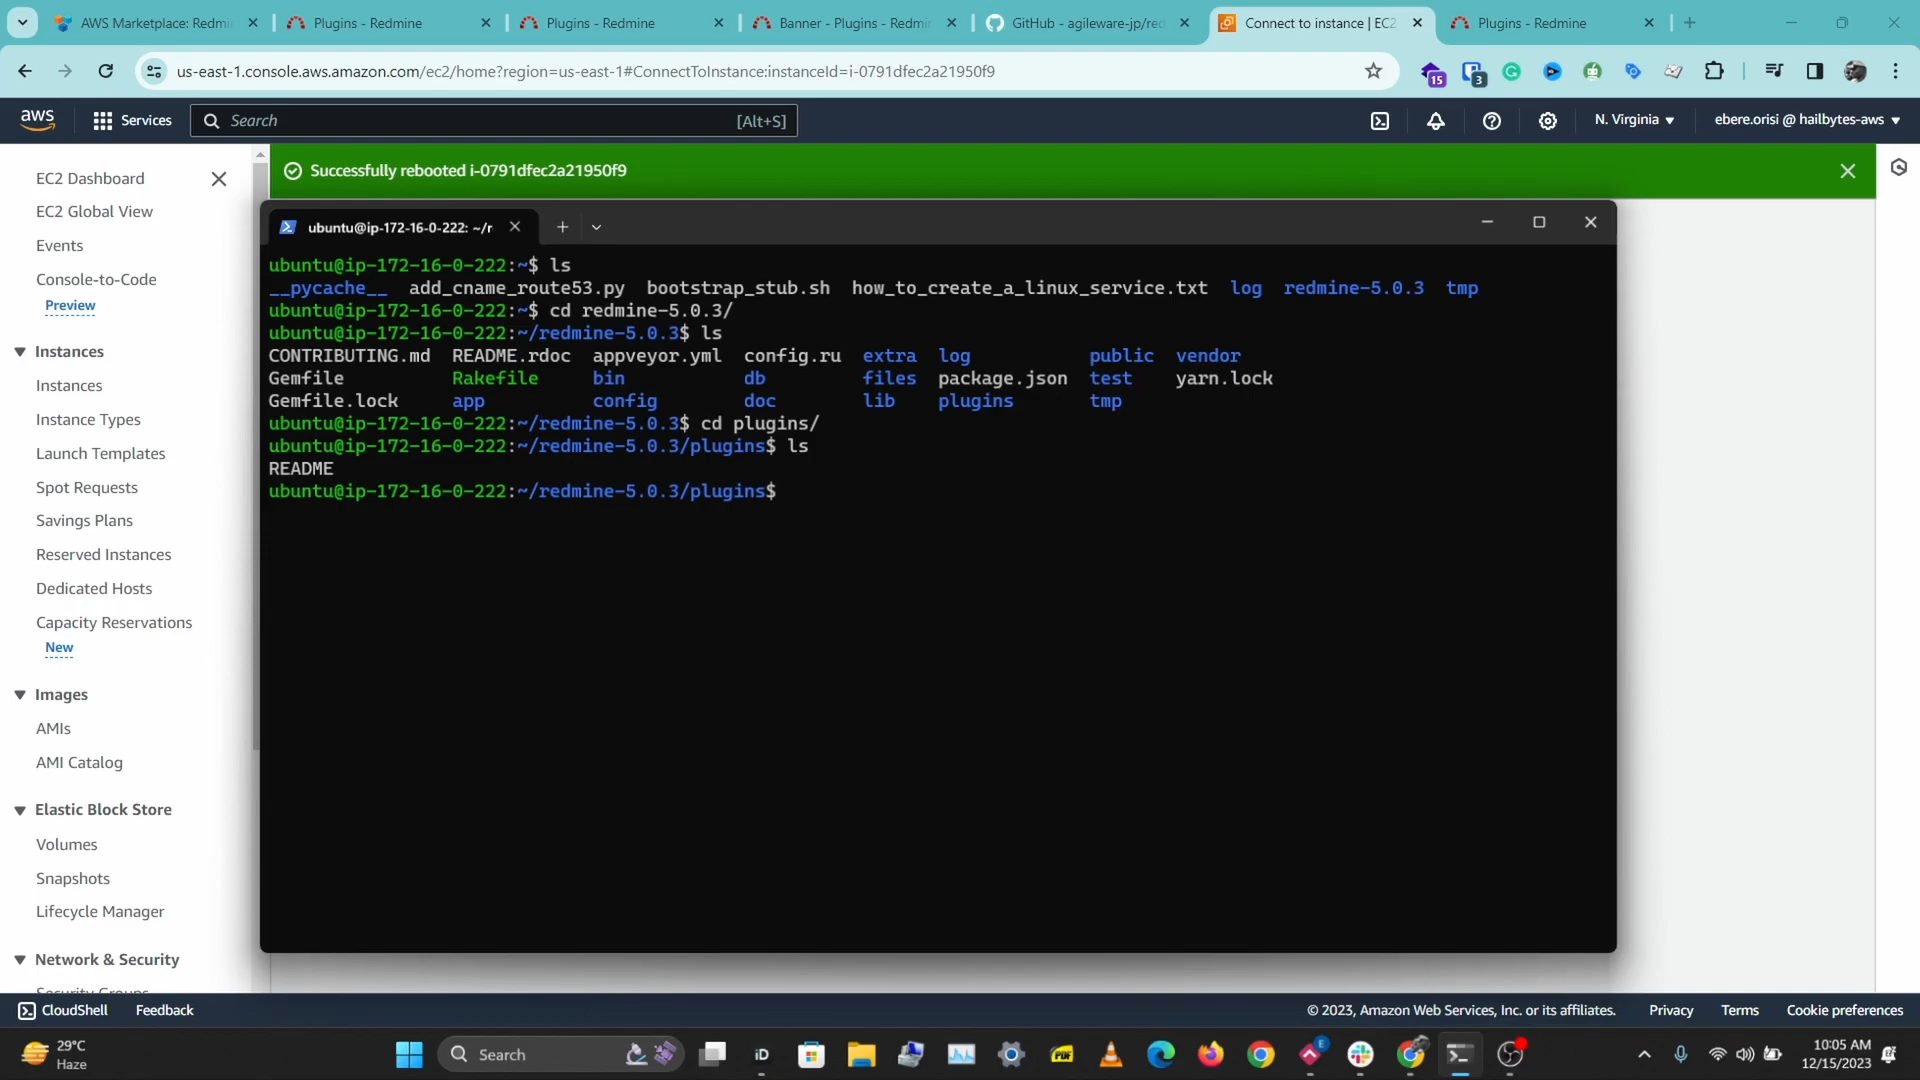 AWS Marketplace: Redmi
Plugins - Redmine
Plugins - Redmine
Banner - Plugins - Redmi
GitHub - agileware-jp/red
Connect to instance | EC2
Plugins - Redmine
us-east-1.console.aws.amazon.com/ec2/home?region=us-east-1#ConnectToInstance:instanceId=i-0791dfec2a21950f9
15
3
aws
Services
Search
[Alt+S]
N. Virginia
ebere.orisi @ hailbytes-aws
EC2 Dashboard
EC2 Global View
Events
Console-to-Code
Preview
Instances
Instances
Instance Types
Launch Templates
Spot Requests
Savings Plans
Reserved Instances
Dedicated Hosts
Capacity Reservations
New
Images
AMIs
AMI Catalog
Elastic Block Store
Volumes
Snapshots
Lifecycle Manager
Network & Security
Security Groups
Successfully rebooted i-0791dfec2a21950f9
ubuntu@ip-172-16-0-222: ~/r
ubuntu@ip-172-16-0-222:~$ ls
__pycache__ add_cname_route53.py bootstrap_stub.sh how_to_create_a_linux_service.txt log redmine-5.0.3 tmp
ubuntu@ip-172-16-0-222:~$ cd redmine-5.0.3/
ubuntu@ip-172-16-0-222:~/redmine-5.0.3$ ls
CONTRIBUTING.md README.rdoc appveyor.yml config.ru extra log public vendor
Gemfile Rakefile bin db files package.json test yarn.lock
Gemfile.lock app config doc lib plugins tmp
ubuntu@ip-172-16-0-222:~/redmine-5.0.3$ cd plugins/
ubuntu@ip-172-16-0-222:~/redmine-5.0.3/plugins$ ls
README
ubuntu@ip-172-16-0-222:~/redmine-5.0.3/plugins$
CloudShell
Feedback
© 2023, Amazon Web Services, Inc. or its affiliates.
Privacy
Terms
Cookie preferences
29°C
Haze
Search
iD
PDF
E
10:05 AM
12/15/2023